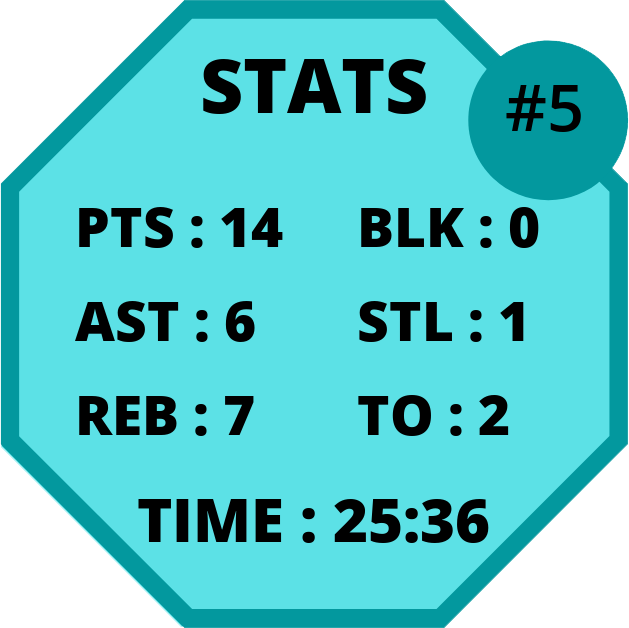 STATS
#5
PTS : 14
BLK : 0
AST : 6
STL : 1
REB : 7
TO : 2
TIME : 25:36